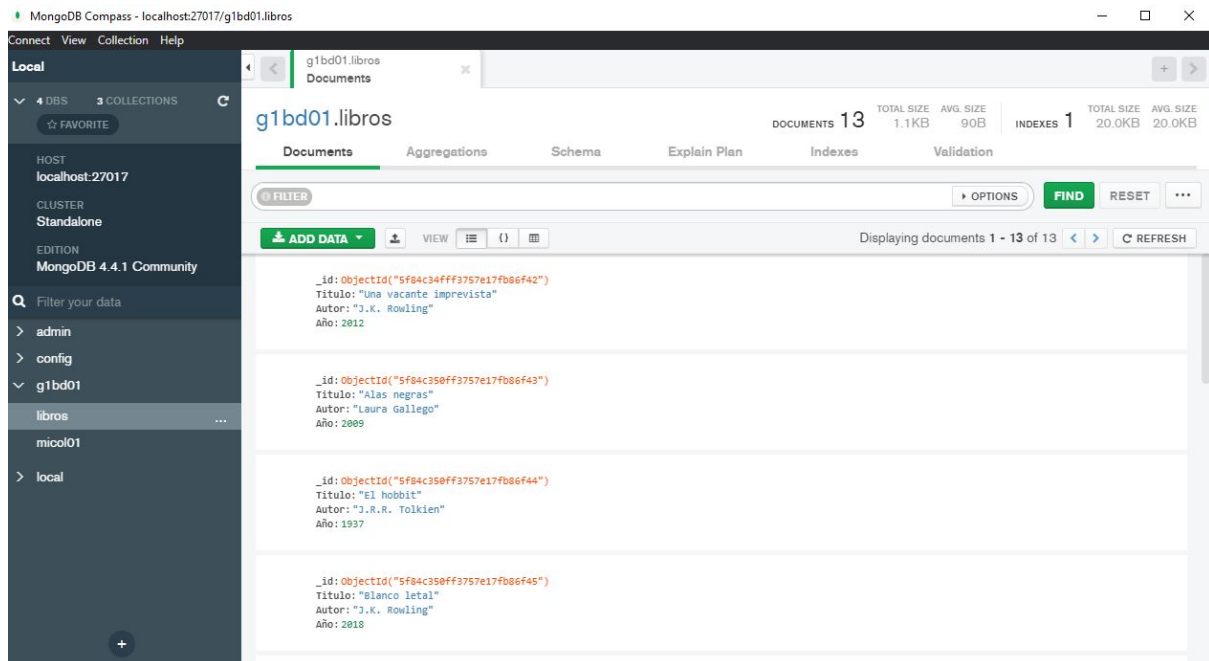 MongoDB Compass - localhost:27017/g1bd01.libros
Connect View Collection Help
Local
4 DBS 3 COLLECTIONS
☆ FAVORITE
HOST
localhost:27017
CLUSTER
Standalone
EDITION
MongoDB 4.4.1 Community
Filter your data
admin
config
g1bd01
libros ...
micol01
local
g1bd01.libros
Documents
g1bd01.libros
DOCUMENTS 13 TOTAL SIZE 1.1KB AVG. SIZE 90B INDEXES 1 TOTAL SIZE 20.0KB AVG. SIZE 20.0KB
Documents Aggregations Schema Explain Plan Indexes Validation
FILTER OPTIONS FIND RESET ...
ADD DATA VIEW {} Displaying documents 1 - 13 of 13 < > REFRESH
_id: ObjectId("5f84c34fff3757e17fb86f42")
Titulo: "Una vacante imprevista"
Autor: "J.K. Rowling"
Año: 2012
_id: ObjectId("5f84c350ff3757e17fb86f43")
Titulo: "Alas negras"
Autor: "Laura Gallego"
Año: 2009
_id: ObjectId("5f84c350ff3757e17fb86f44")
Titulo: "El hobbit"
Autor: "J.R.R. Tolkien"
Año: 1937
_id: ObjectId("5f84c350ff3757e17fb86f45")
Titulo: "Blanco letal"
Autor: "J.K. Rowling"
Año: 2018